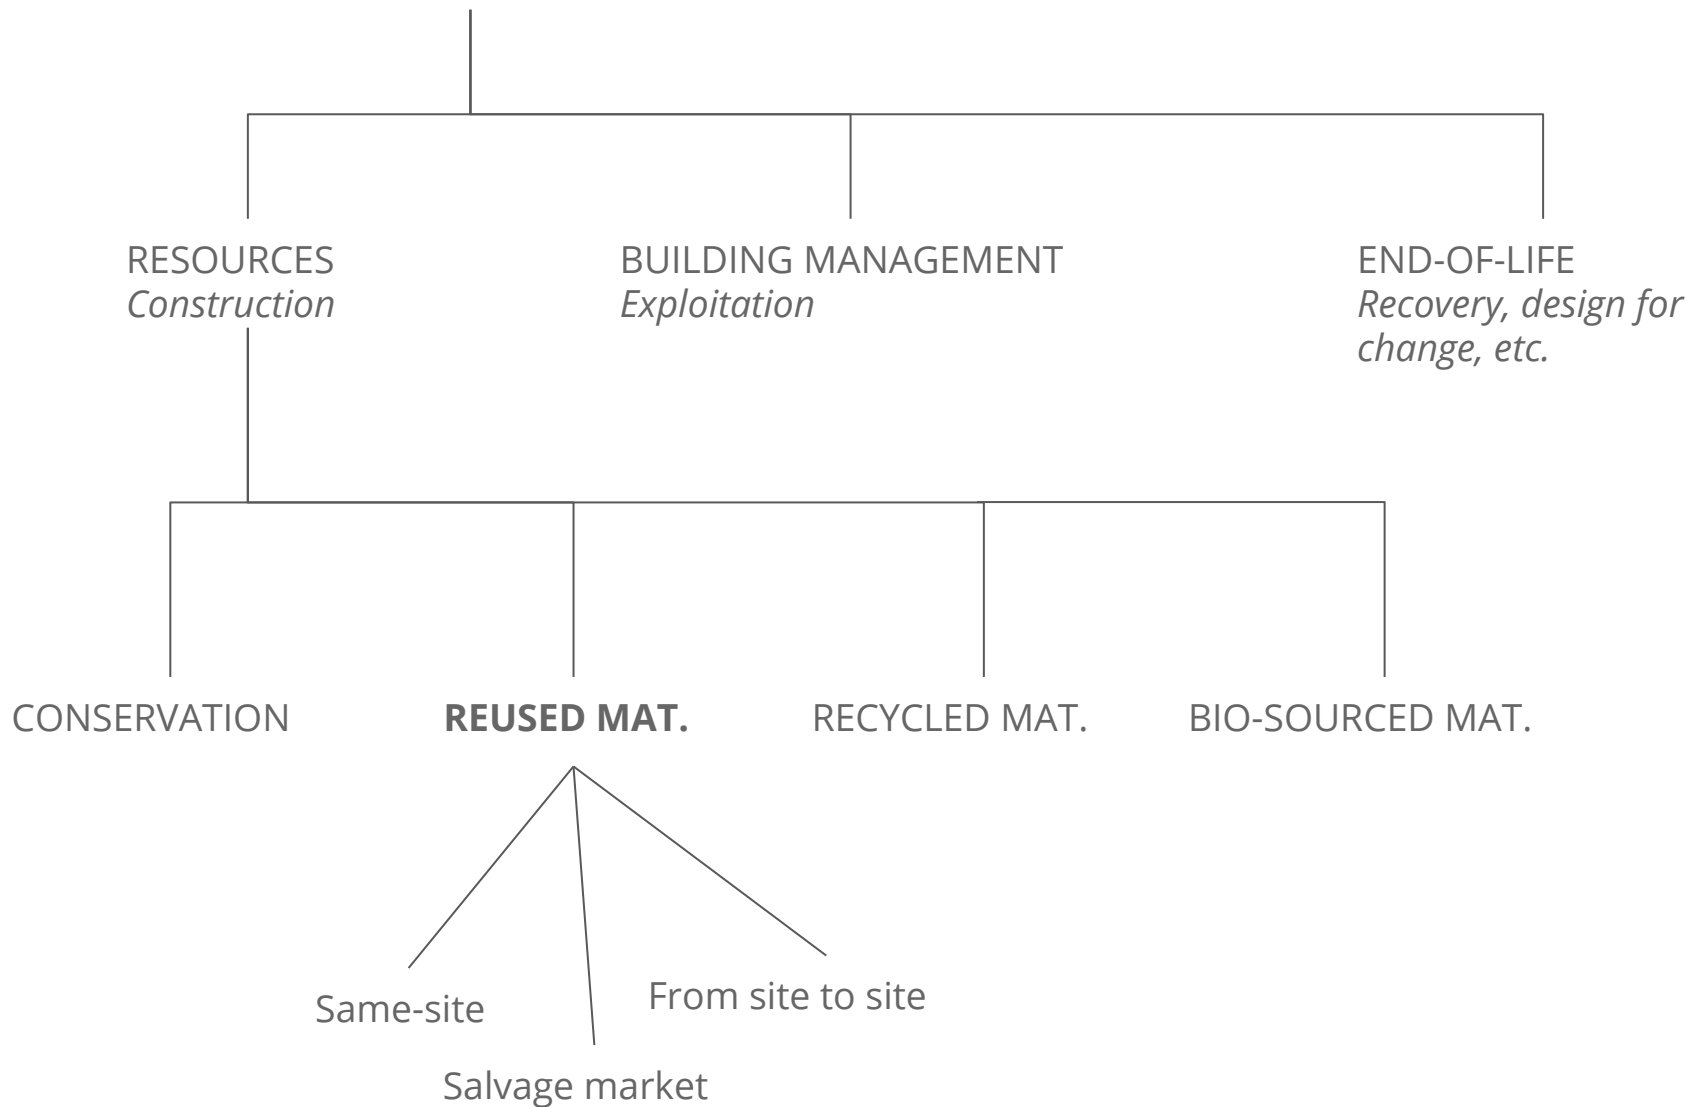 RESOURCES
Construction
BUILDING MANAGEMENT
Exploitation
END-OF-LIFE
Recovery, design for
change, etc.
CONSERVATION
REUSED MAT.
RECYCLED MAT.
BIO-SOURCED MAT.
Same-site
Salvage market
From site to site